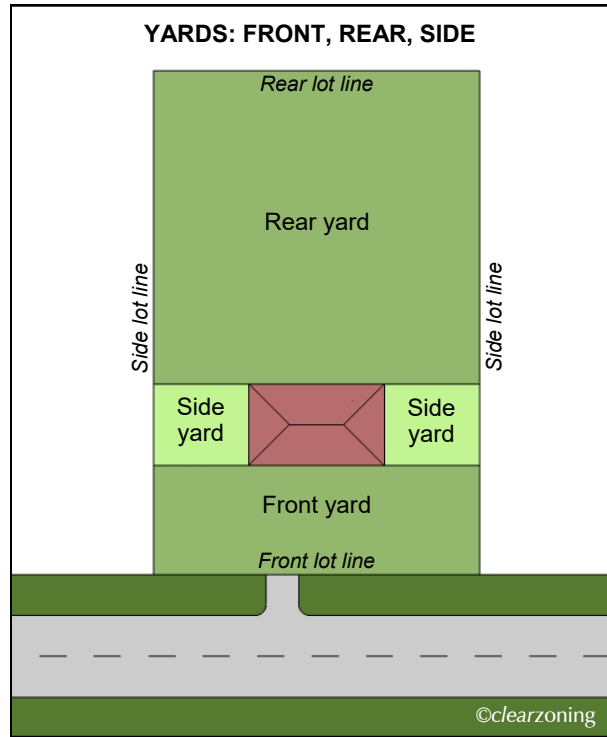 YARDS: FRONT, REAR, SIDE
Rear lot line
Rear yard
Side lot line
Side lot line
Side
yard
Side
yard
Front yard
Front lot line
©clearzoning